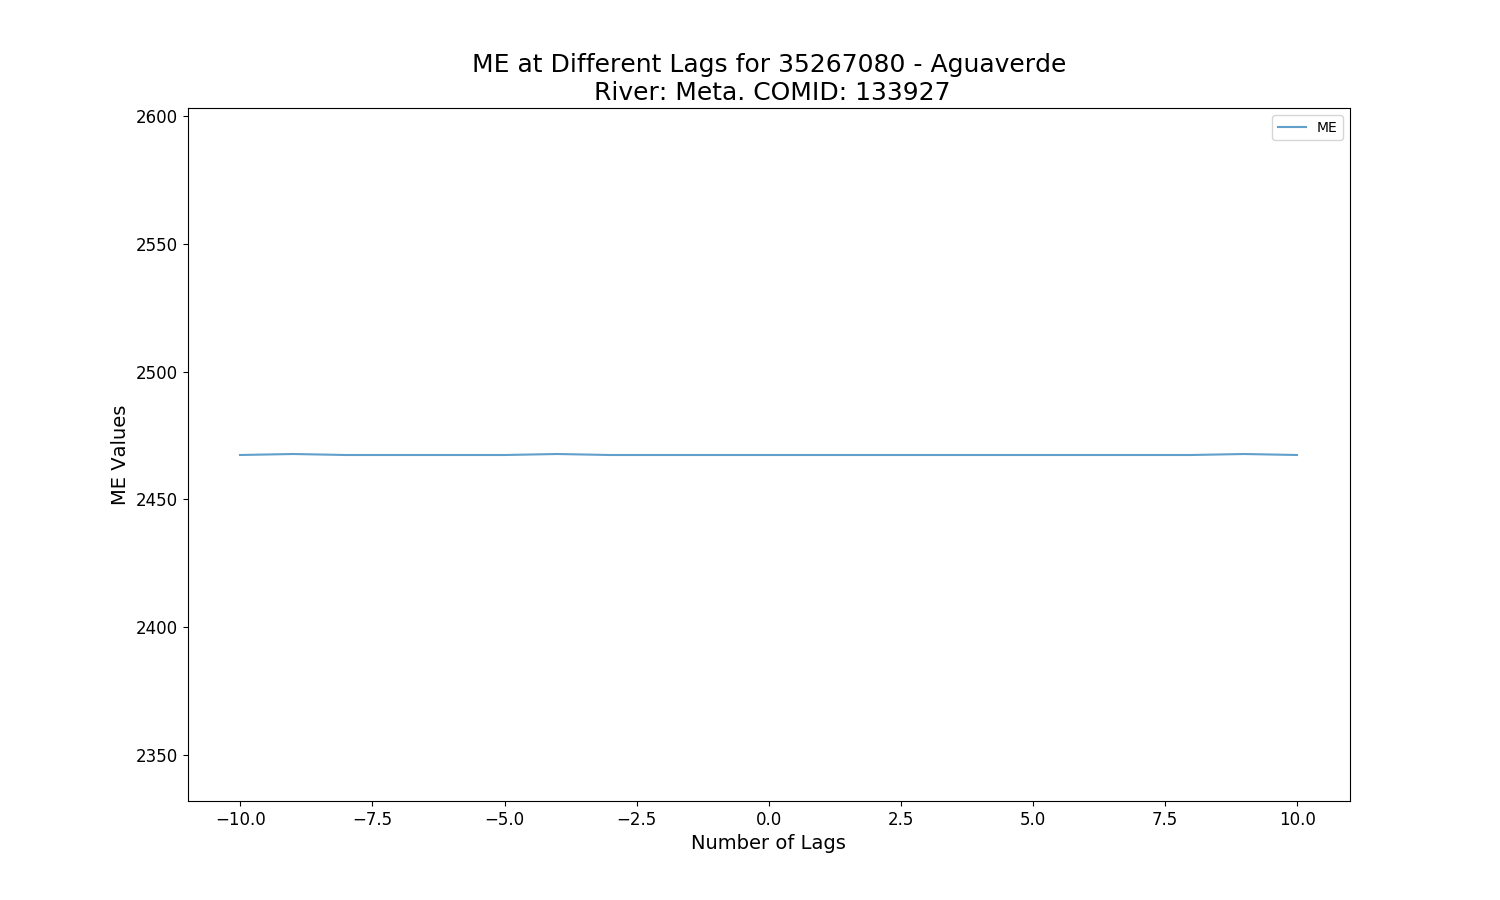 ME at Different Lags for 35267080 - Aguaverde
River: Meta. COMID: 133927
ME
2600
2550
2500
2450
2400
2350
ME Values
−10.0 −7.5 −5.0 −2.5 0.0 2.5 5.0 7.5 10.0
Number of Lags